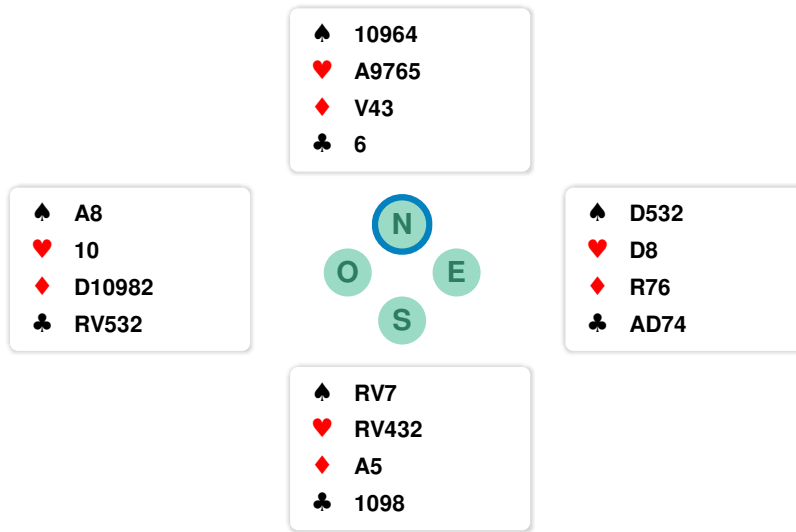 ♠ 10964
♥ A9765
♦ V43
♣ 6
♠ A8
♥ 10
♦ D10982
♣ RV532
N
O E
S
♠ D532
♥ D8
♦ R76
♣ AD74
♠ RV7
♥ RV432
♦ A5
♣ 1098